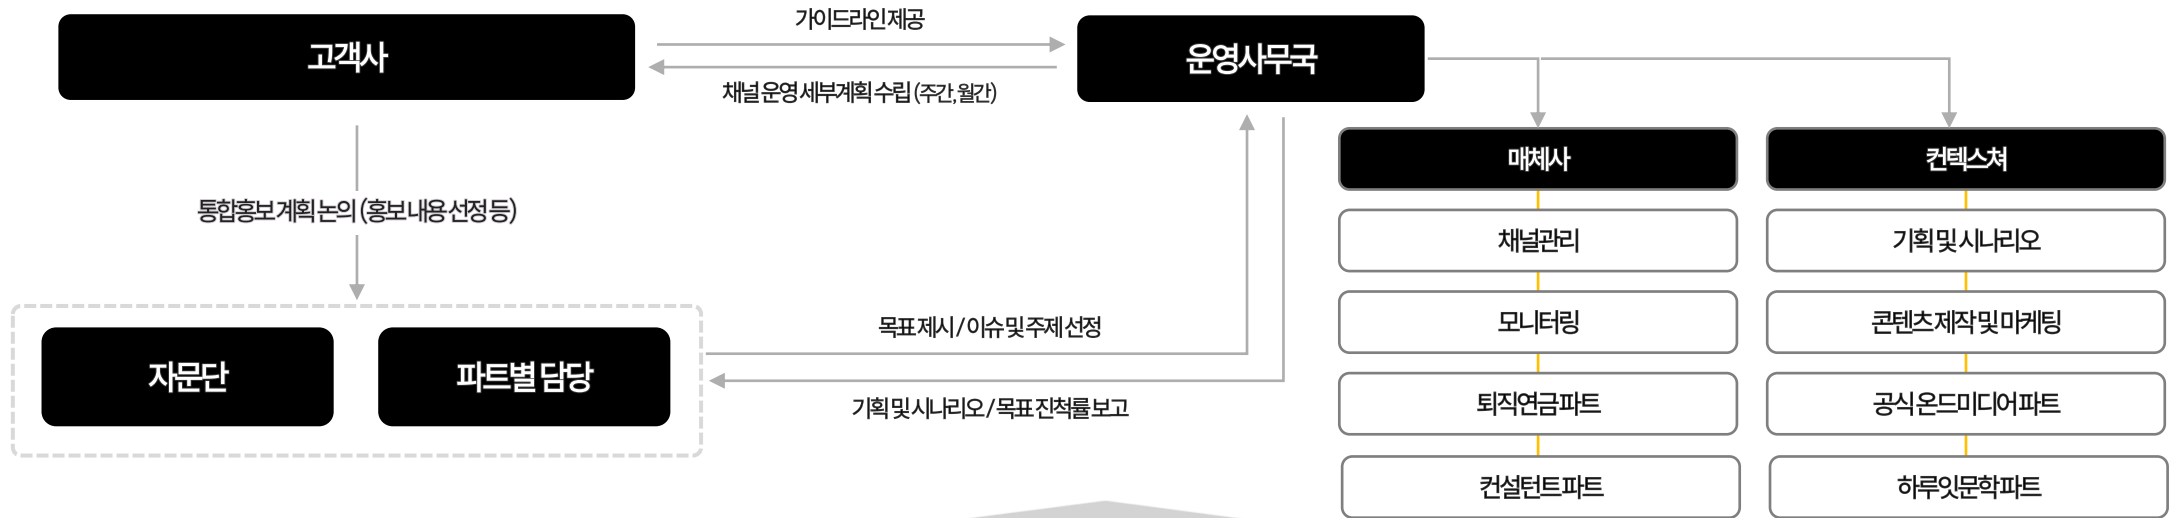 고객사
가이드라인 제공
채널 운영 세부계획 수립 (주간, 월간)
운영사무국
통합홍보 계획 논의 (홍보 내용 선정 등)
자문단
파트별 담당
목표 제시 / 이슈 및 주제 선정
기획 및 시나리오 / 목표 진척률 보고
매체사
채널관리
모니터링
퇴직연금파트
컨설턴트파트
컨텍스쳐
기획 및 시나리오
콘텐츠 제작 및 마케팅
공식 온드미디어 파트
하루잇문학파트